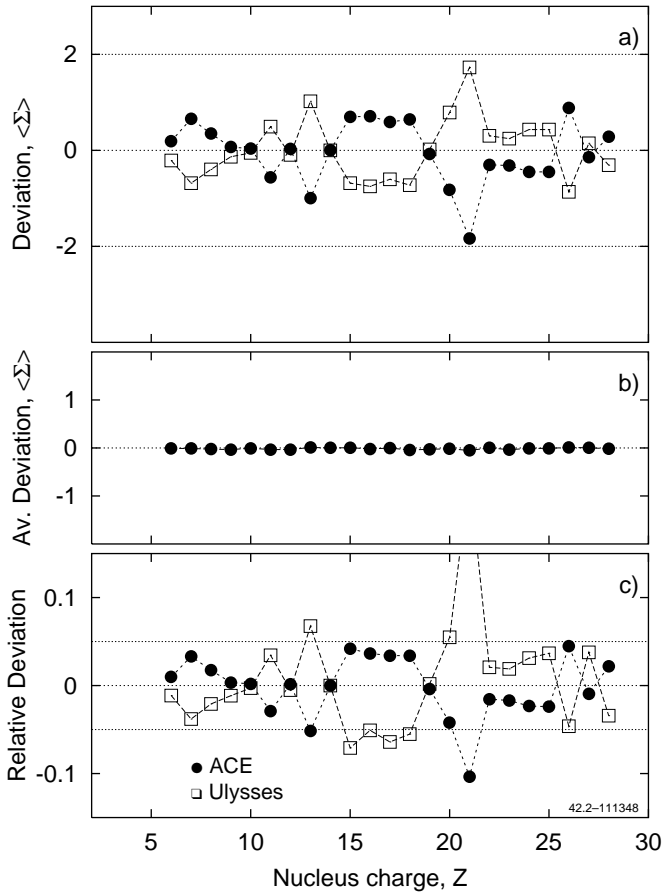 a)
2
0
-2
Deviation, <Σ>
b)
1
0
-1
Av. Deviation, <Σ>
c)
0.1
0
-0.1
Relative Deviation
ACE
Ulysses
42.2–111348
5 10 15 20 25 30
Nucleus charge, Z